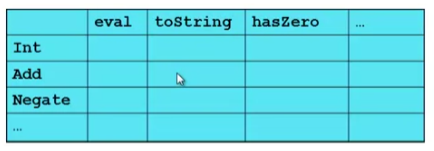 eval toString hasZero …
Int
Add
Negate
…